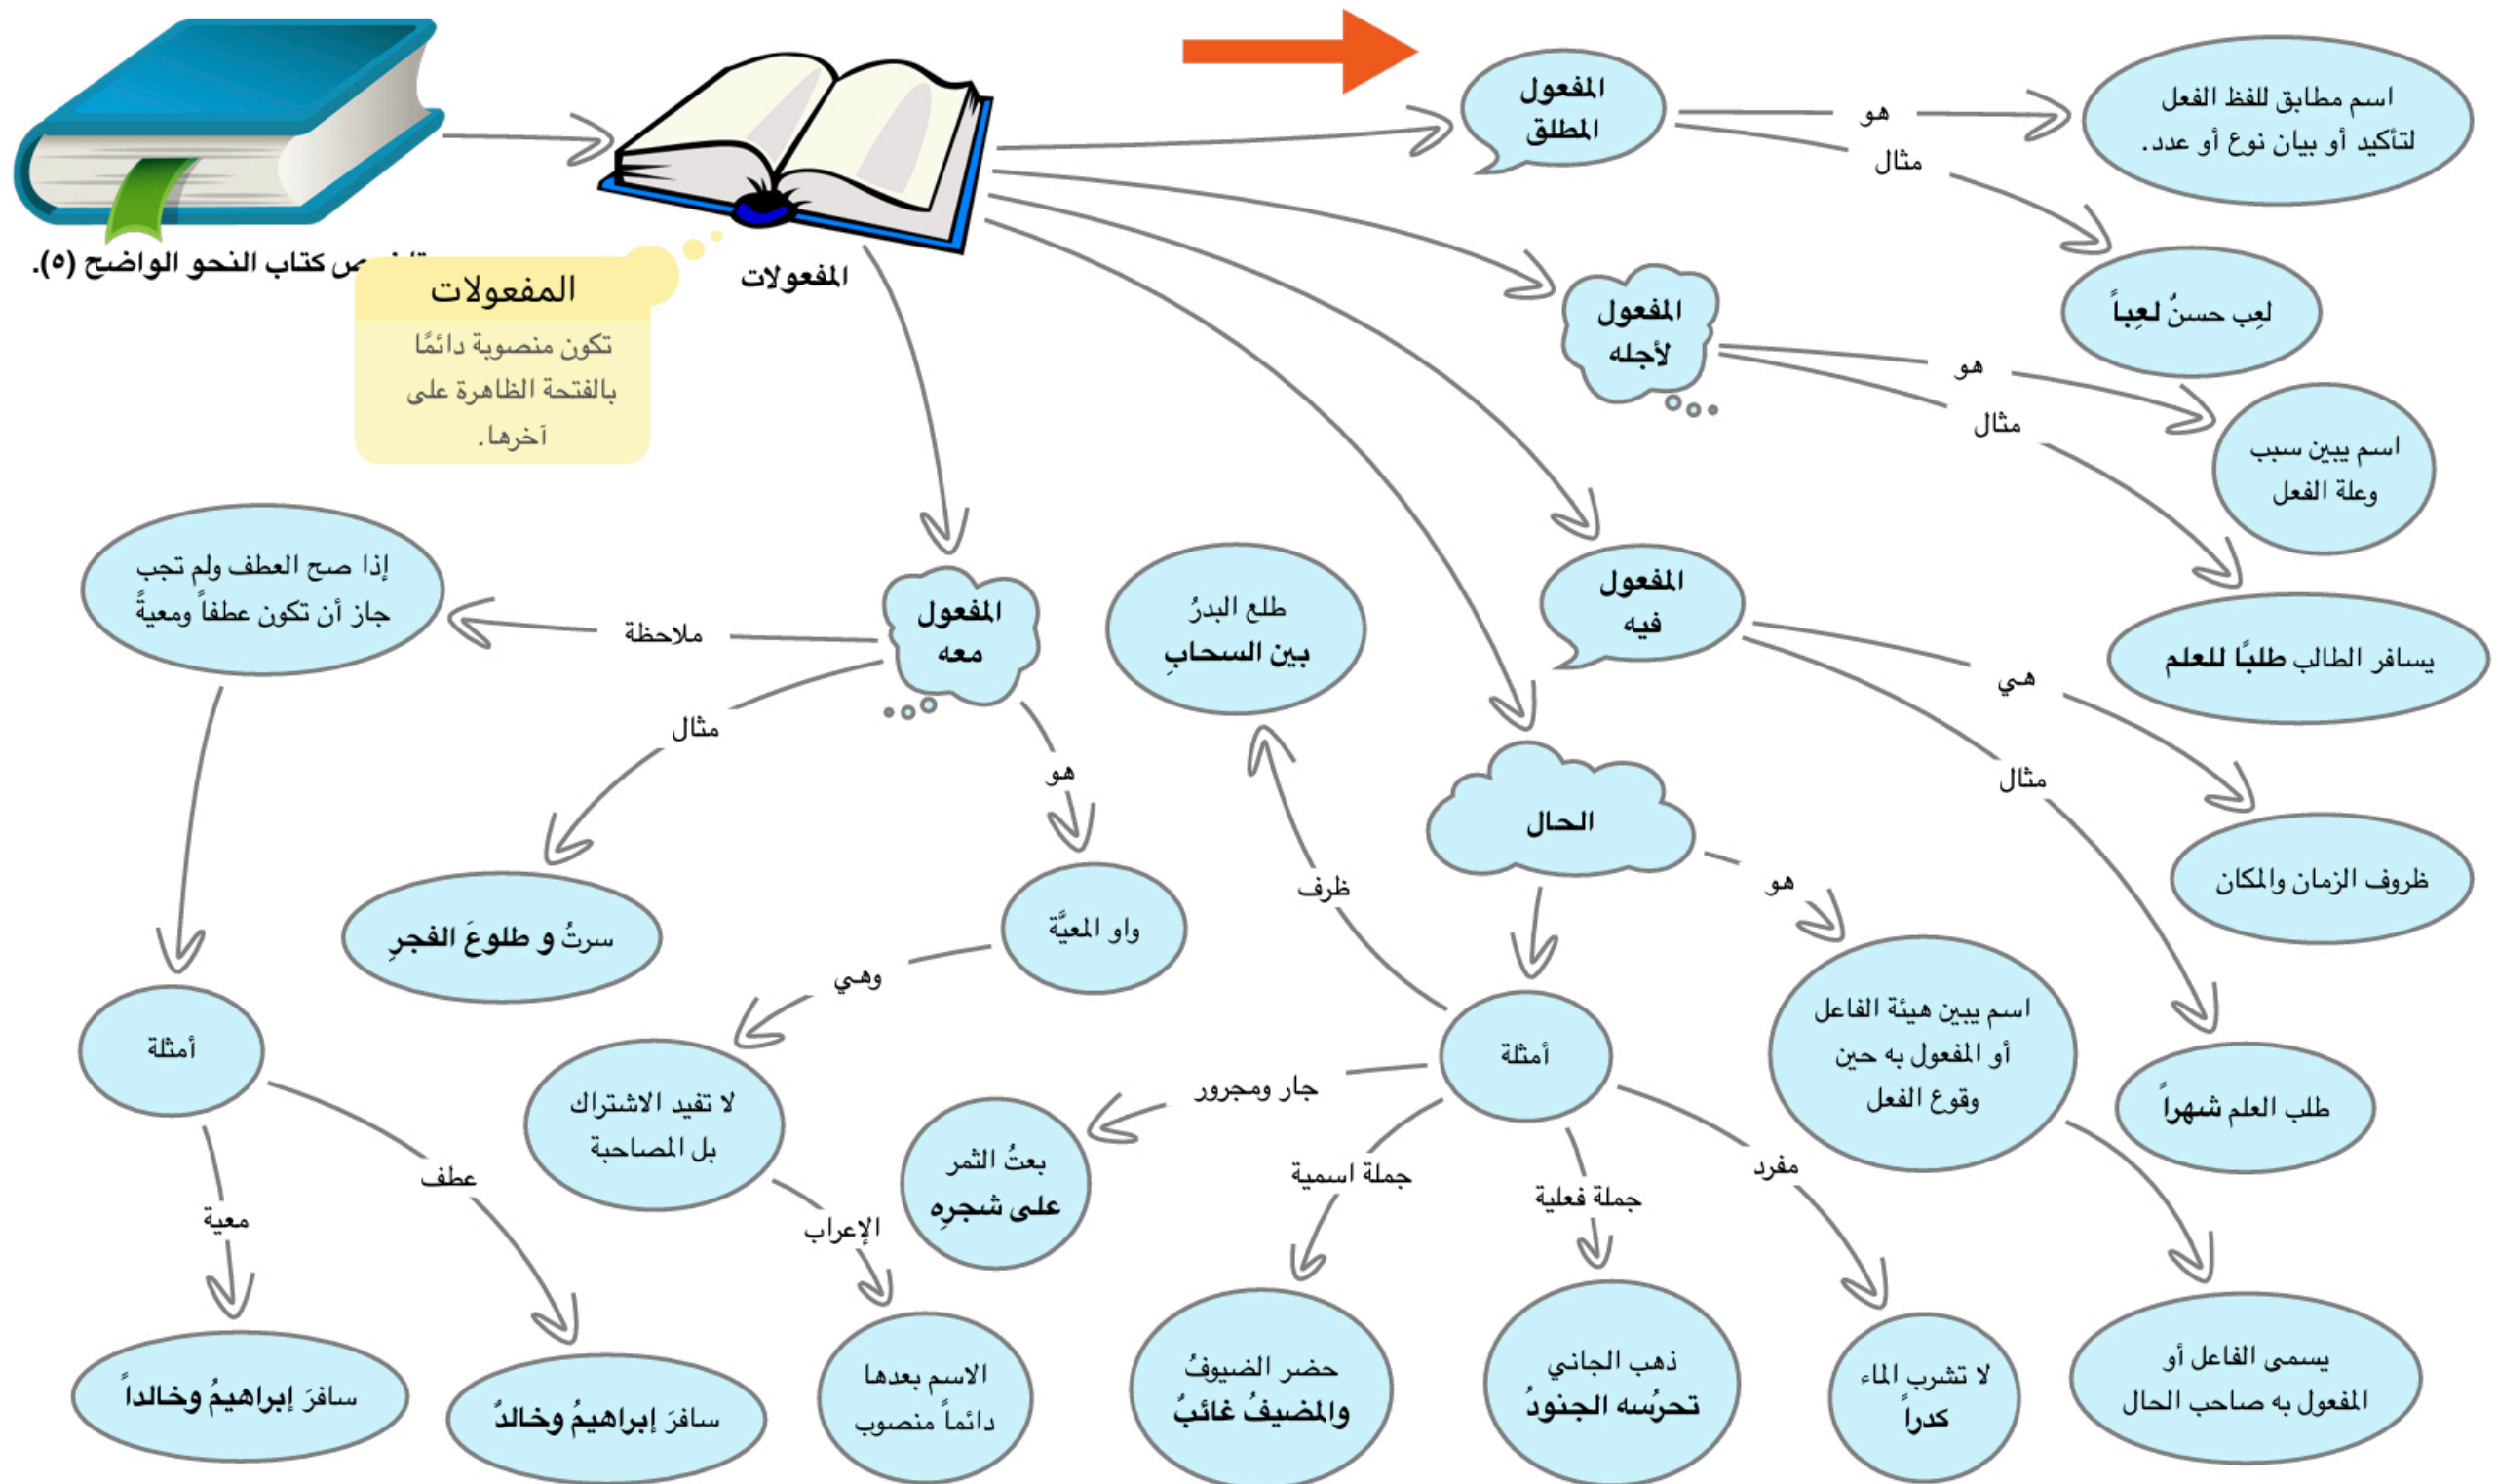 ص كتاب النحو الواضح (٥).
المفعولات
المفعولات
تكون منصوبة دائمًا
بالفتحة الظاهرة على
آخرها.
المفعول
المطلق
هو
اسم مطابق للفظ الفعل
لتأكيد أو بيان نوع أو عدد.
مثال
لعِب حسنٌ لعِباً
المفعول
لأجله
هو
اسم يبين سبب
وعلة الفعل
مثال
يسافر الطالب طلبًا للعلم
المفعول
فيه
هي
ظروف الزمان والمكان
مثال
طلب العلم شهراً
الحال
هو
اسم يبين هيئة الفاعل
أو المفعول به حين
وقوع الفعل
يسمى الفاعل أو
المفعول به صاحب الحال
أمثلة
مفرد
لا تشرب الماء
كدراً
جملة فعلية
ذهب الجاني
تحرُسه الجنودُ
جملة اسمية
حضر الضيوفُ
والمضيفُ غائبٌ
جار ومجرور
بعتُ الثمر
على شجرِه
ظرف
طلع البدرُ
بين السحابِ
المفعول
معه
هو
واو المعيَّة
وهي
لا تفيد الاشتراك
بل المصاحبة
الإعراب
الاسم بعدها
دائماً منصوب
مثال
سرتُ و طلوعَ الفجرِ
ملاحظة
إذا صح العطف ولم تجب
جاز أن تكون عطفاً ومعيةً
أمثلة
عطف
سافرَ إبراهيمُ وخالدٌ
معية
سافرَ إبراهيمُ وخالداً